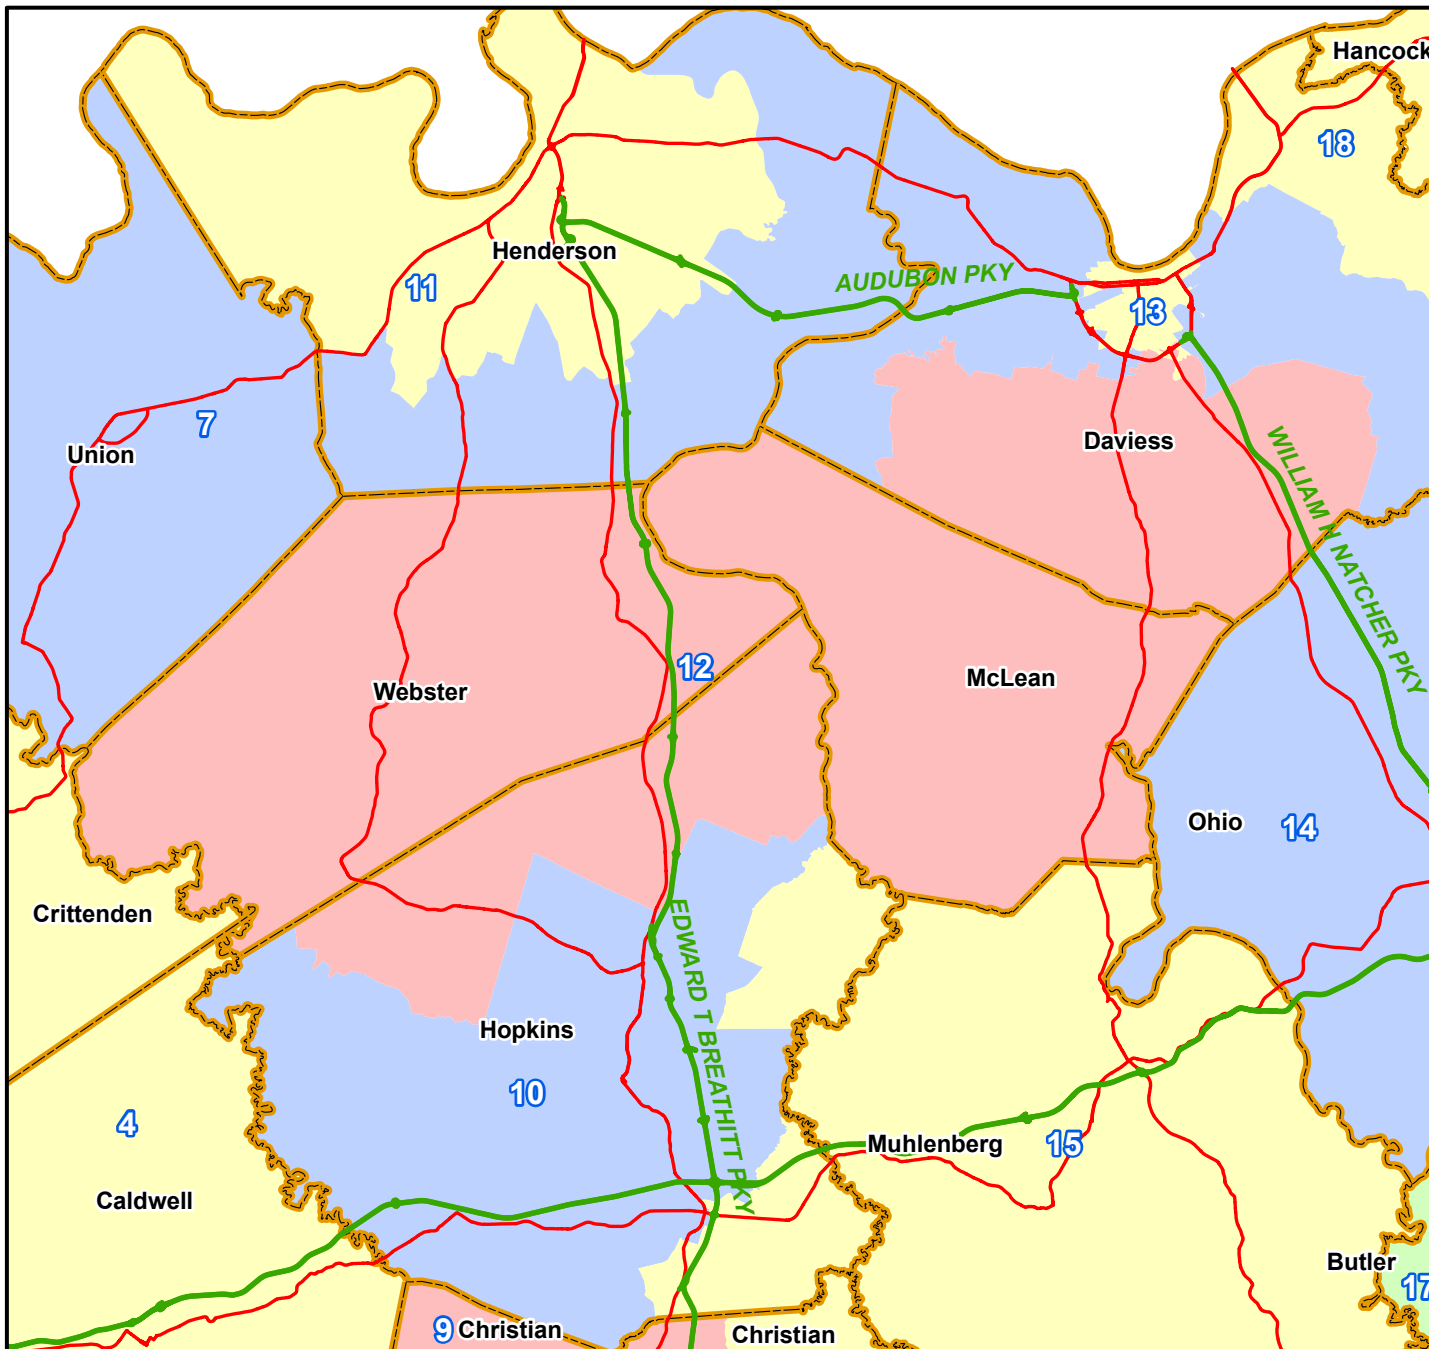 Hancock
18
Henderson
11
AUDUBON PKY
13
7
Union
Daviess
WILLIAM N NATCHER PKY
12
Webster
McLean
Ohio
14
Crittenden
EDWARD T BREATHITT PKY
Hopkins
10
4
Muhlenberg
15
Caldwell
Butler
17
9
Christian
Christian